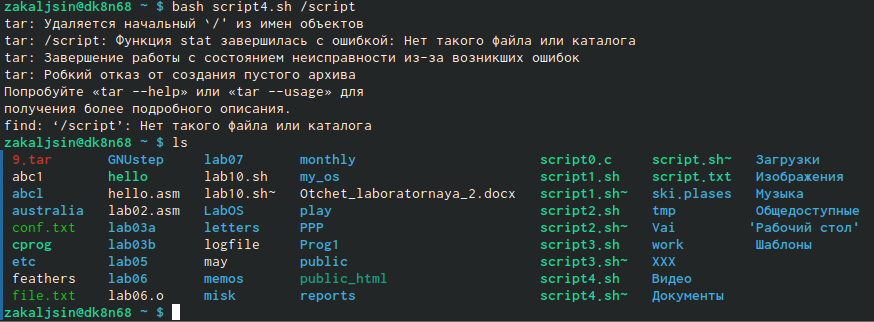 zakaljsin@dk8n68 ~ $ bash script4.sh /script
tar: Удаляется начальный `/' из имен объектов
tar: /script: Функция stat завершилась с ошибкой: Нет такого файла или каталога
tar: Завершение работы с состоянием неисправности из-за возникших ошибок
tar: Робкий отказ от создания пустого архива
Попробуйте «tar --help» или «tar --usage» для
получения более подробного описания.
find: ‘/script’: Нет такого файла или каталога
zakaljsin@dk8n68 ~ $ ls
9.tar GNUstep lab07 monthly script0.c script.sh~ Загрузки
abc1 hello lab10.sh my_os script1.sh script.txt Изображения
abcl hello.asm lab10.sh~ Otchet_laboratornaya_2.docx script1.sh~ ski.plases Музыка
australia lab02.asm LabOS play script2.sh tmp Общедоступные
conf.txt lab03a letters PPP script2.sh~ Vai 'Рабочий стол'
cprog lab03b logfile Prog1 script3.sh work Шаблоны
etc lab05 may public script3.sh~ XXX
feathers lab06 memos public_html script4.sh Видео
file.txt lab06.o misk reports script4.sh~ Документы
zakaljsin@dk8n68 ~ $